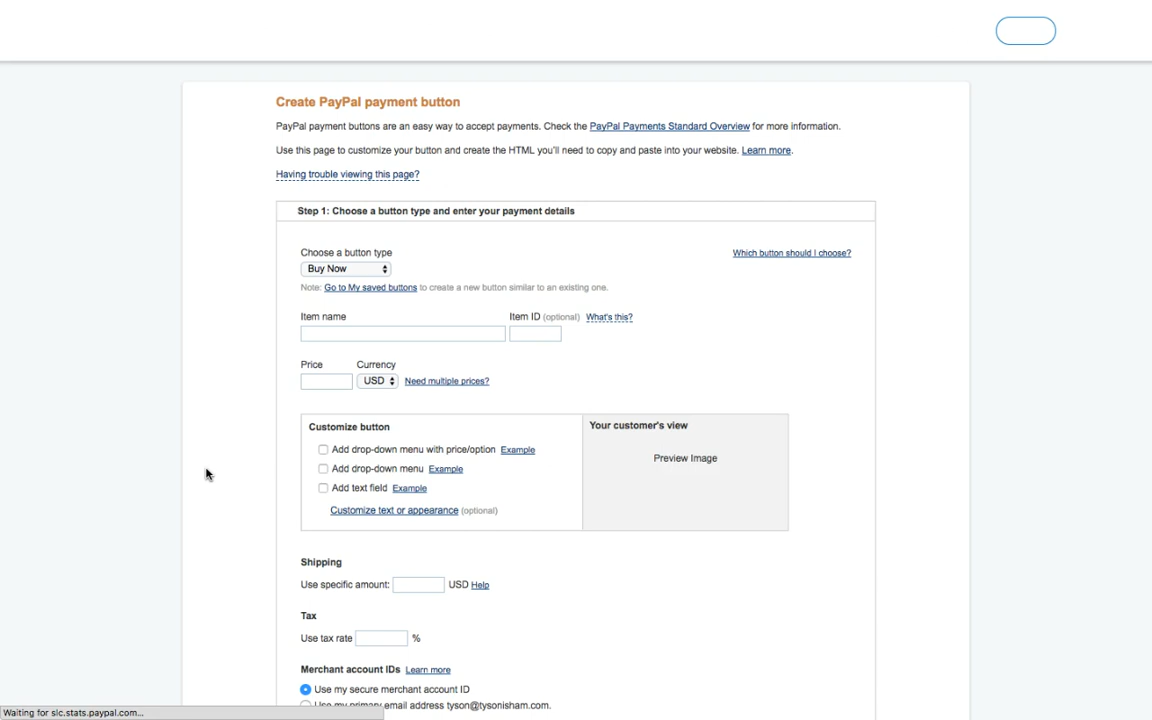 Create PayPal payment button
PayPal payment buttons are an easy way to accept payments. Check the PayPal Payments Standard Overview for more information.
Use this page to customize your button and create the HTML you'll need to copy and paste into your website. Learn more.
Having trouble viewing this page?
Step 1: Choose a button type and enter your payment details
Choose a button type
Which button should I choose?
Buy Now
Note: Go to My saved buttons to create a new button similar to an existing one.
Item name Item ID (optional) What's this?
Price Currency
USD Need multiple prices?
Customize button
Your customer's view
Add drop-down menu with price/option Example
Preview Image
Add drop-down menu Example
Add text field Example
Customize text or appearance (optional)
Shipping
Use specific amount: USD Help
Tax
Use tax rate %
Merchant account IDs Learn more
Use my secure merchant account ID
Use my primary email address tyson@tysonisham.com.
Waiting for slc.stats.paypal.com...